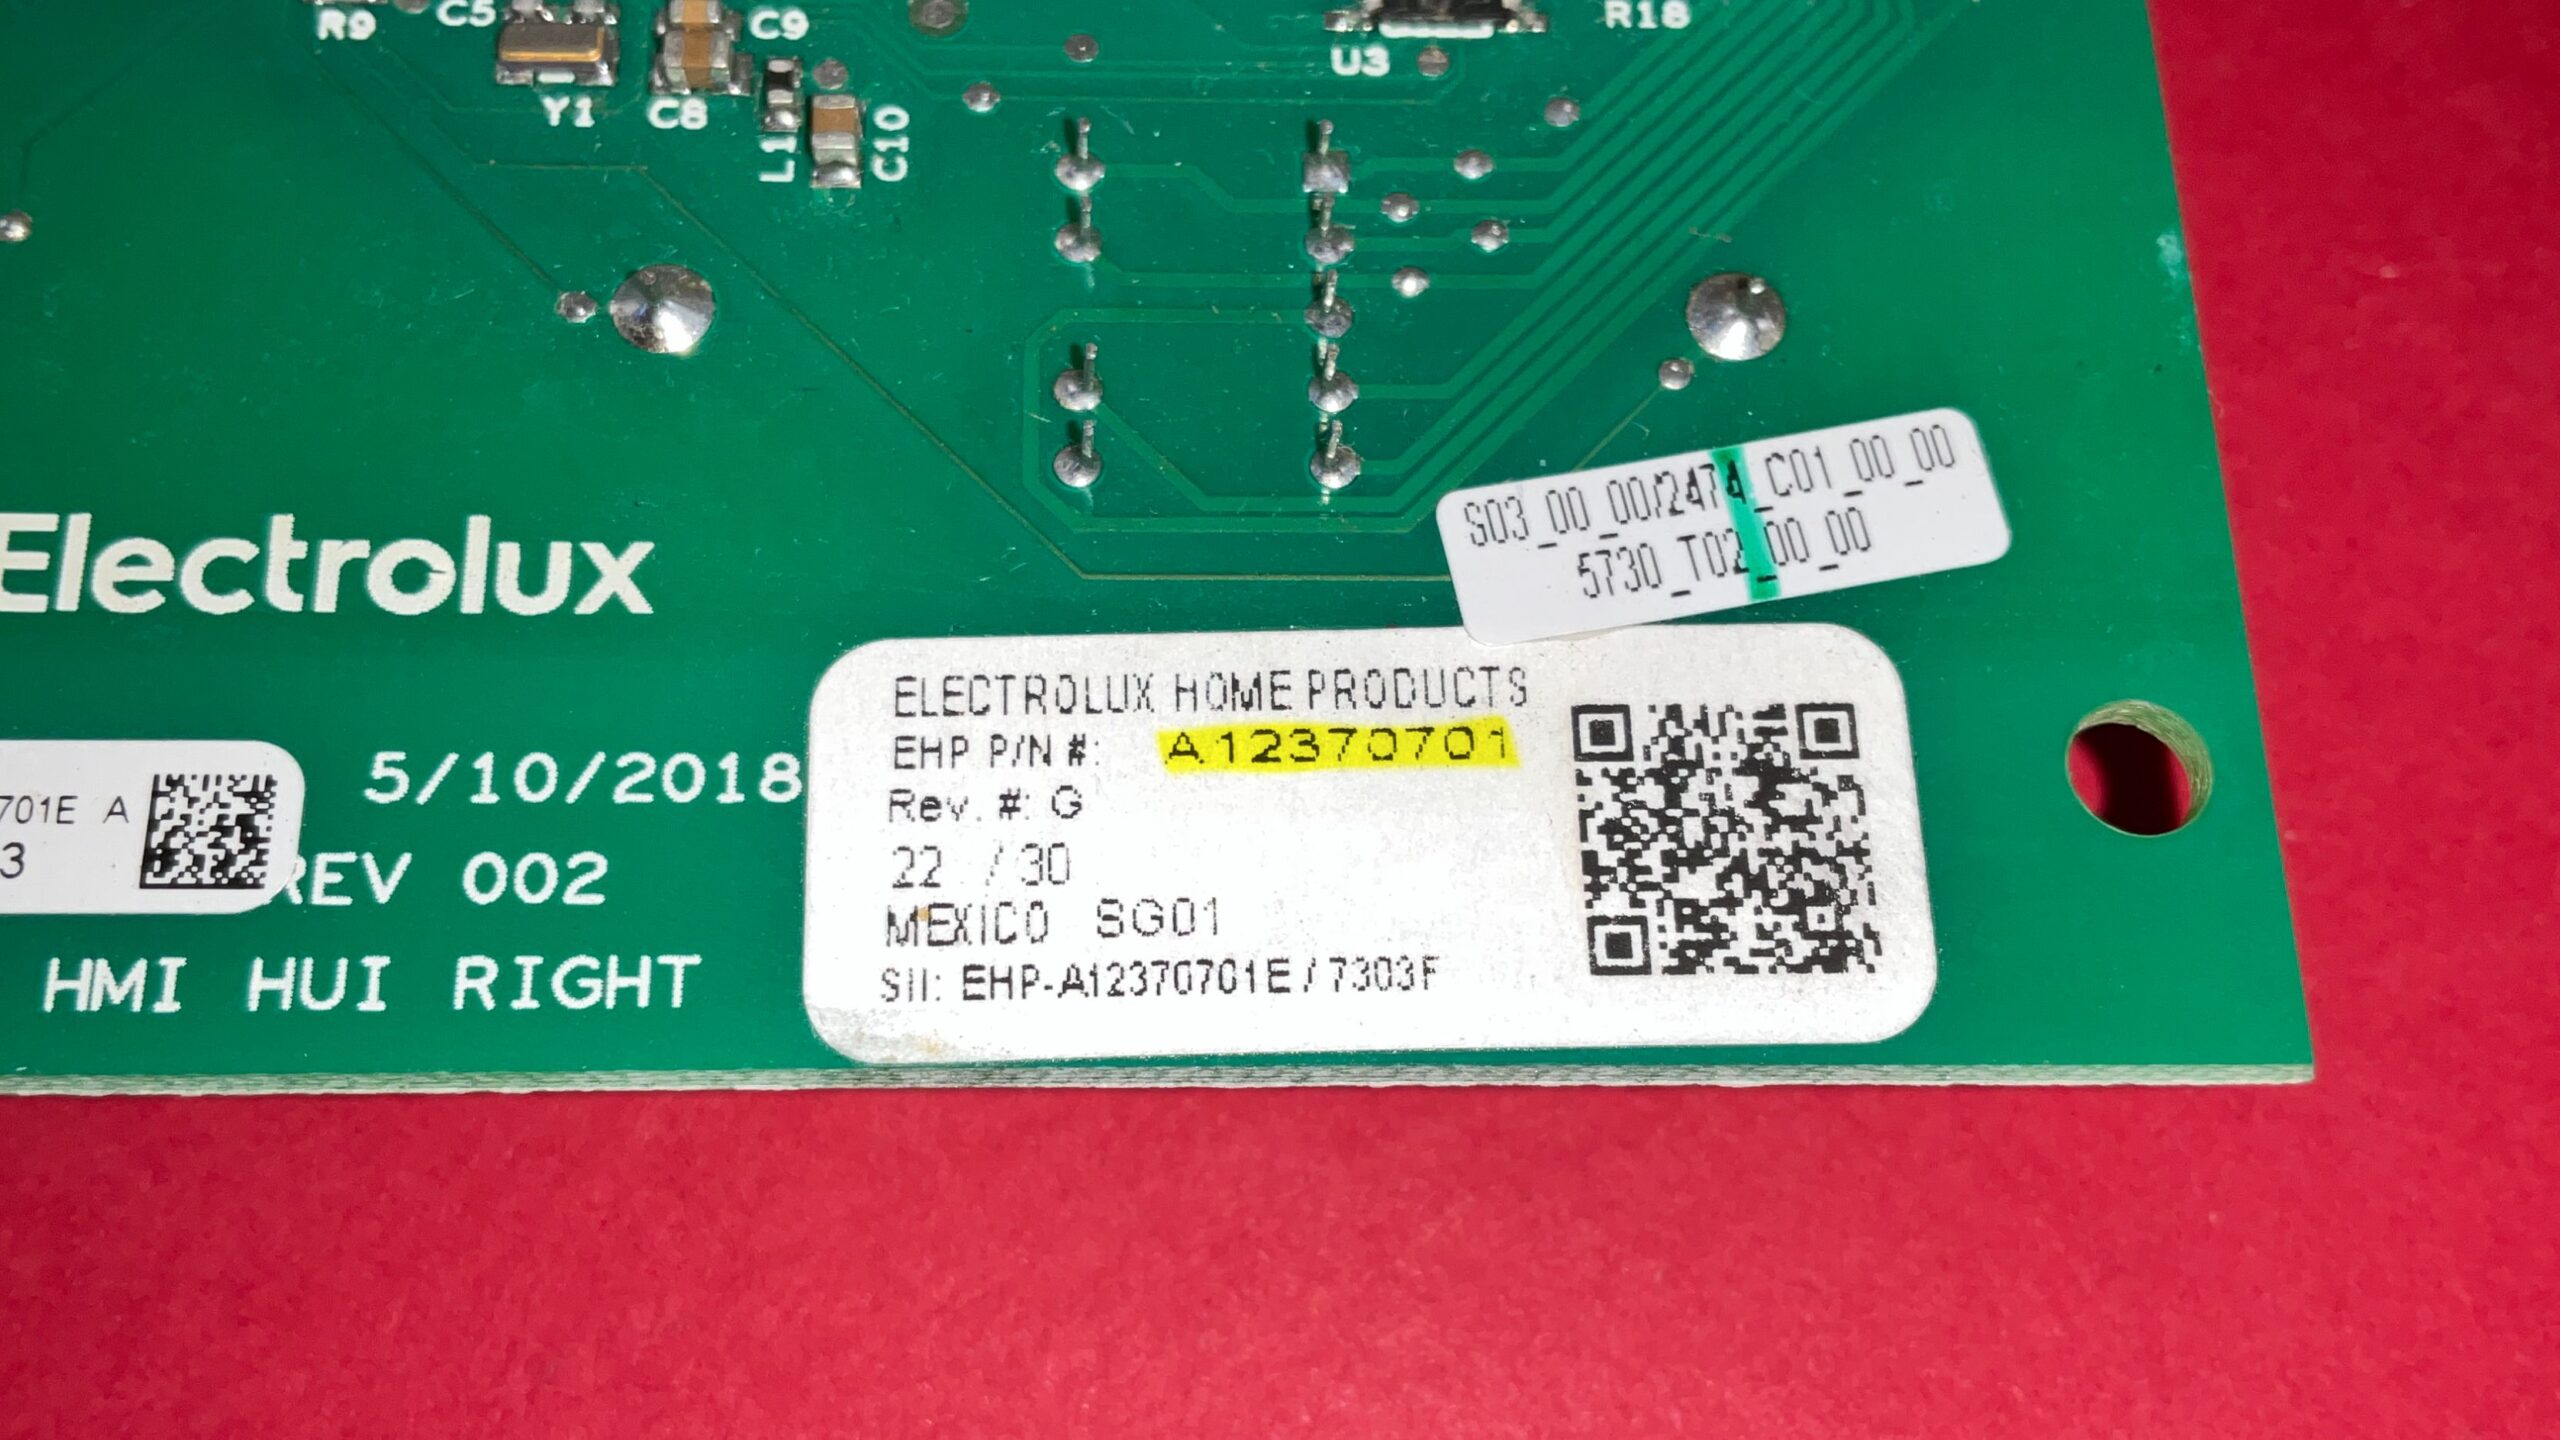 R9
C5
Y1
C8
C9
L1
C10
U3
R18
Electrolux
S03_00_00/2474_C01_00_00
5730_T02_00_00
701E A
3
5/10/2018
REV 002
HMI HUI RIGHT
ELECTROLUX HOME PRODUCTS
EHP P/N #: A12370701
Rev. #: G
22 / 30
MEXICO SG01
SII: EHP-A12370701E / 7303F